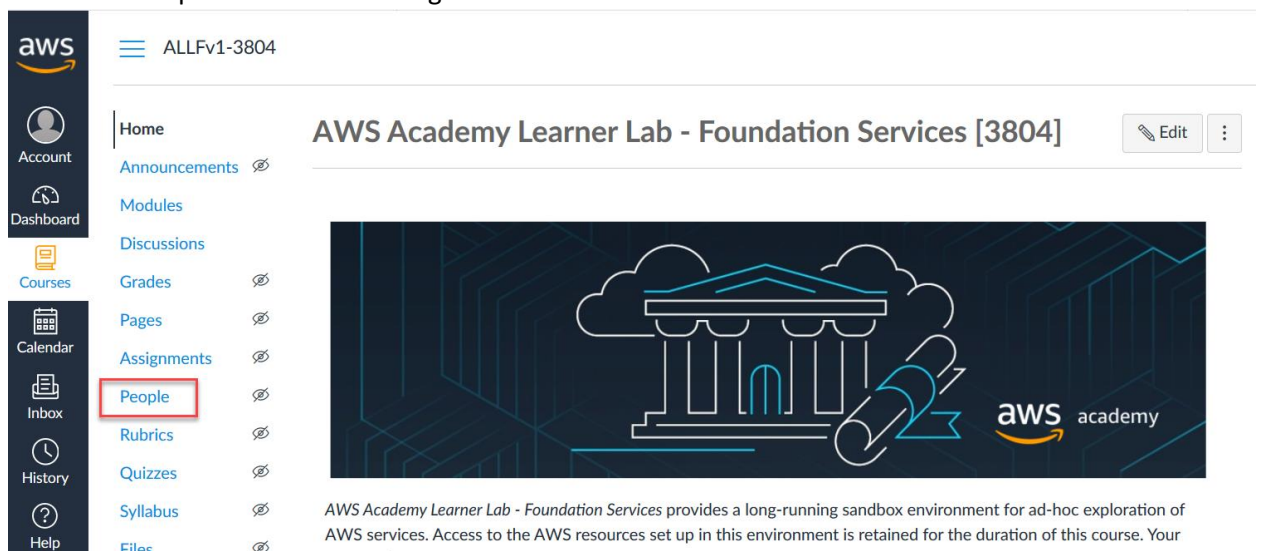 aws
ALLFv1-3804
Account
Dashboard
Courses
Calendar
Inbox
History
Help
Home
Announcements
Modules
Discussions
Grades
Pages
Assignments
People
Rubrics
Quizzes
Syllabus
Files
AWS Academy Learner Lab - Foundation Services [3804]
Edit
aws academy
AWS Academy Learner Lab - Foundation Services provides a long-running sandbox environment for ad-hoc exploration of
AWS services. Access to the AWS resources set up in this environment is retained for the duration of this course. Your